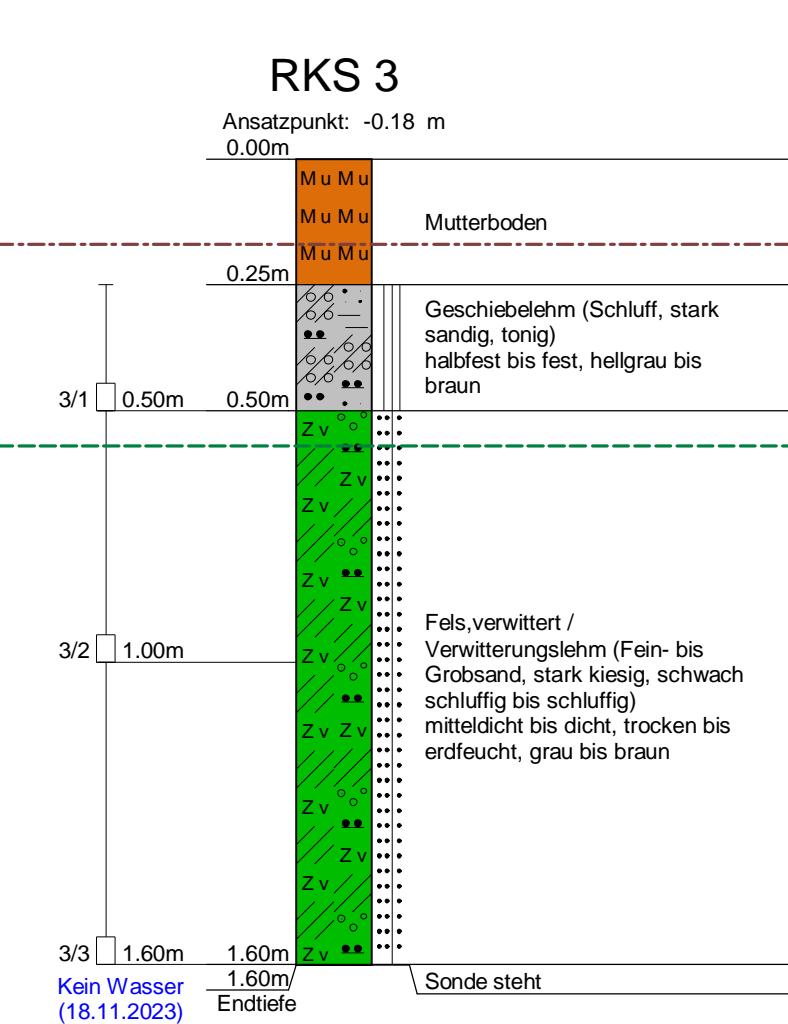 RKS 3
Ansatzpunkt: -0.18 m
0.00m
Mu Mu
Mu Mu
Mutterboden
Mu Mu
0.25m
Geschiebelehm (Schluff, stark
sandig, tonig)
halbfest bis fest, hellgrau bis
braun
3/1 0.50m 0.50m
Zv
Zv
Zv
Zv
Zv
Fels,verwittert /
Verwitterungslehm (Fein- bis
Grobsand, stark kiesig, schwach
schluffig bis schluffig)
mitteldicht bis dicht, trocken bis
erdfeucht, grau bis braun
3/2 1.00m
Zv
Zv Zv
Zv
Zv
Zv
3/3 1.60m 1.60m Zv
1.60m
Endtiefe
Sonde steht
Kein Wasser
(18.11.2023)